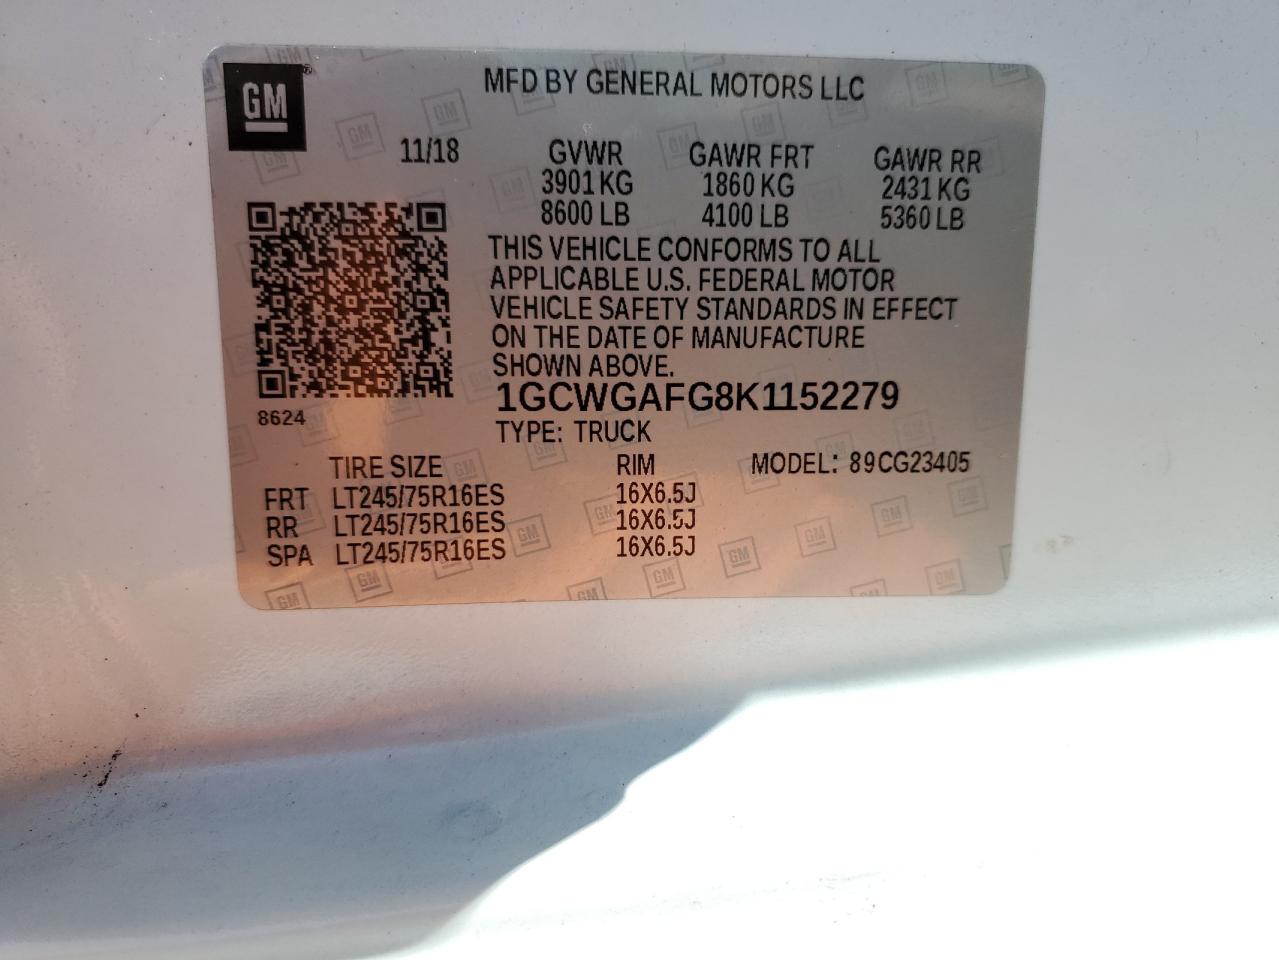 GM
MFD BY GENERAL MOTORS LLC
11/18 GVWR GAWR FRT GAWR RR
3901 KG 1860 KG 2431 KG
8600 LB 4100 LB 5360 LB
THIS VEHICLE CONFORMS TO ALL
APPLICABLE U.S. FEDERAL MOTOR
VEHICLE SAFETY STANDARDS IN EFFECT
ON THE DATE OF MANUFACTURE
SHOWN ABOVE.
1GCWGAFG8K1152279
8624
TYPE: TRUCK
TIRE SIZE RIM MODEL: 89CG23405
FRT LT245/75R16ES 16X6.5J
RR LT245/75R16ES 16X6.5J
SPA LT245/75R16ES 16X6.5J